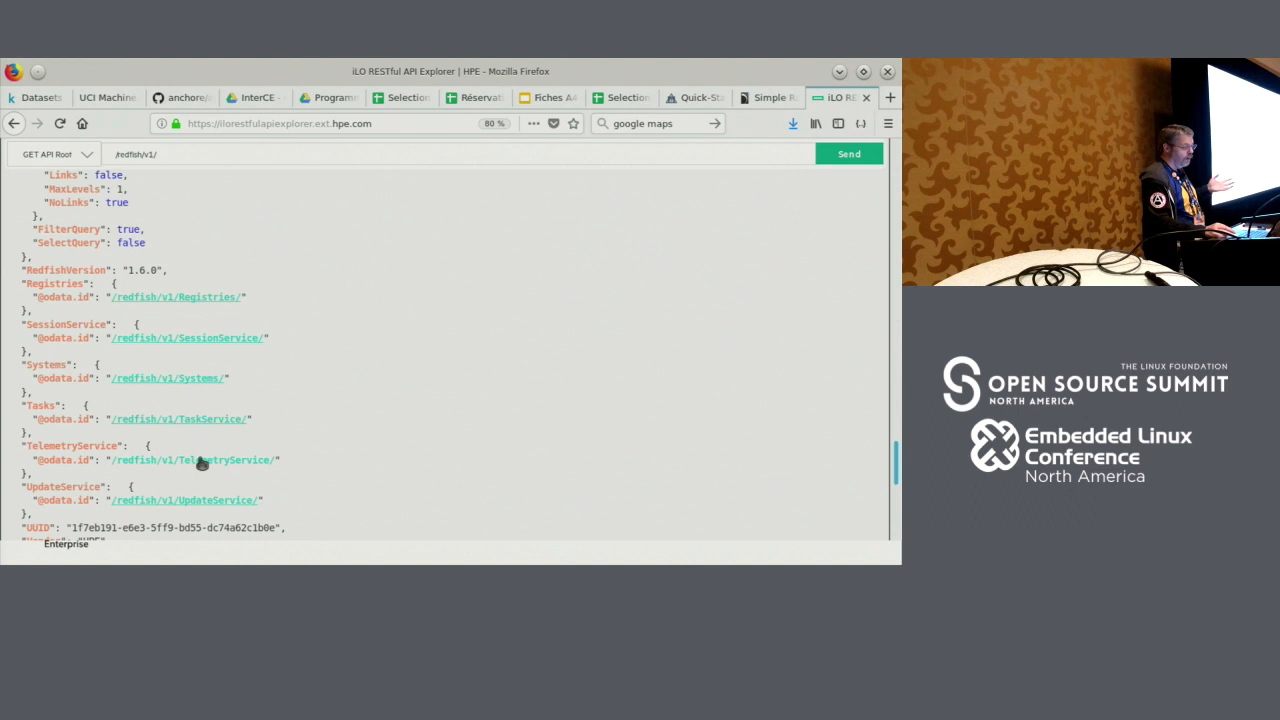 iLO RESTful API Explorer | HPE - Mozilla Firefox
Datasets
UCI Machine
anchore/
InterCE -
Programm
Selection
Réservat
Fiches A
Selection
Quick-Sta
Simple R
iLO RE
https://ilorestfulapiexplorer.ext.hpe.com
80 %
google maps
GET API Root
/redfish/v1/
Send
"Links": false,
"MaxLevels": 1,
"NoLinks": true
},
"FilterQuery": true,
"SelectQuery": false
},
"RedfishVersion": "1.6.0",
"Registries": {
"@odata.id": "/redfish/v1/Registries/"
},
"SessionService": {
"@odata.id": "/redfish/v1/SessionService/"
},
"Systems": {
"@odata.id": "/redfish/v1/Systems/"
},
"Tasks": {
"@odata.id": "/redfish/v1/TaskService/"
},
"TelemetryService": {
"@odata.id": "/redfish/v1/TelemetryService/"
},
"UpdateService": {
"@odata.id": "/redfish/v1/UpdateService/"
},
"UUID": "1f7eb191-e6e3-5ff9-bd55-dc74a62c1b0e",
Enterprise
THE LINUX FOUNDATION
OPEN SOURCE SUMMIT
NORTH AMERICA
Embedded Linux
Conference
North America